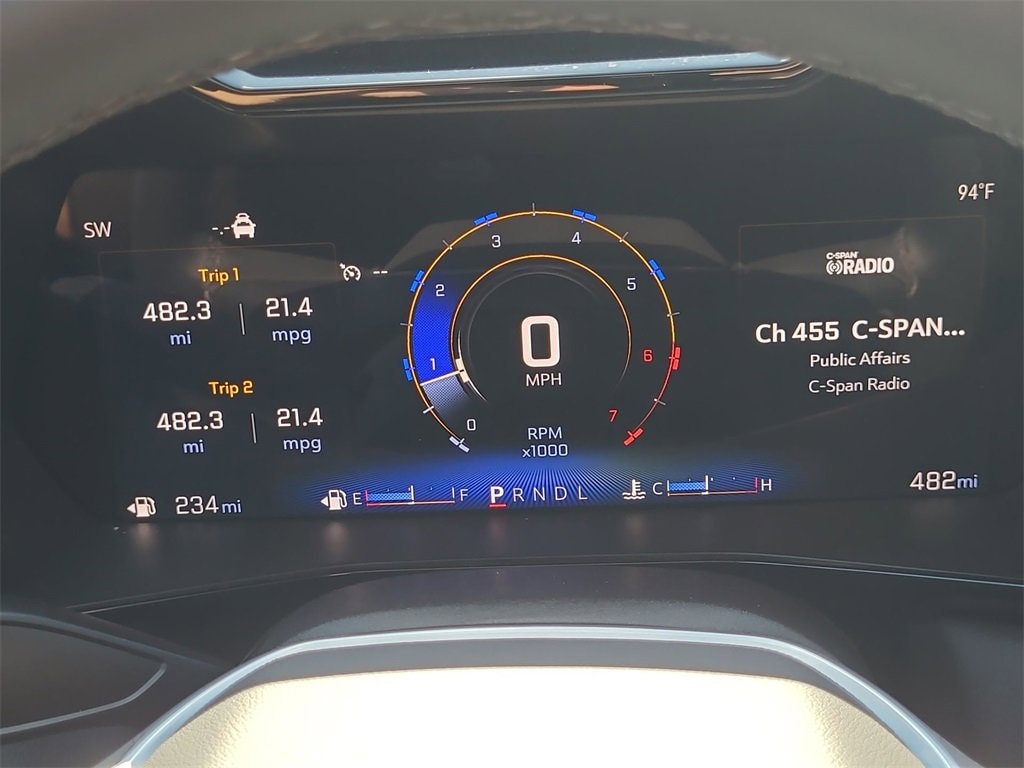 94°F
SW
-.-
C-SPAN
RADIO
Trip 1
--
482.3 | 21.4
mi mpg
Trip 2
482.3 | 21.4
mi mpg
0
1
2
3
4
5
6
7
0
MPH
RPM
x1000
Ch 455 C-SPAN...
Public Affairs
C-Span Radio
234 mi
E F
P R N D L
C H
482mi